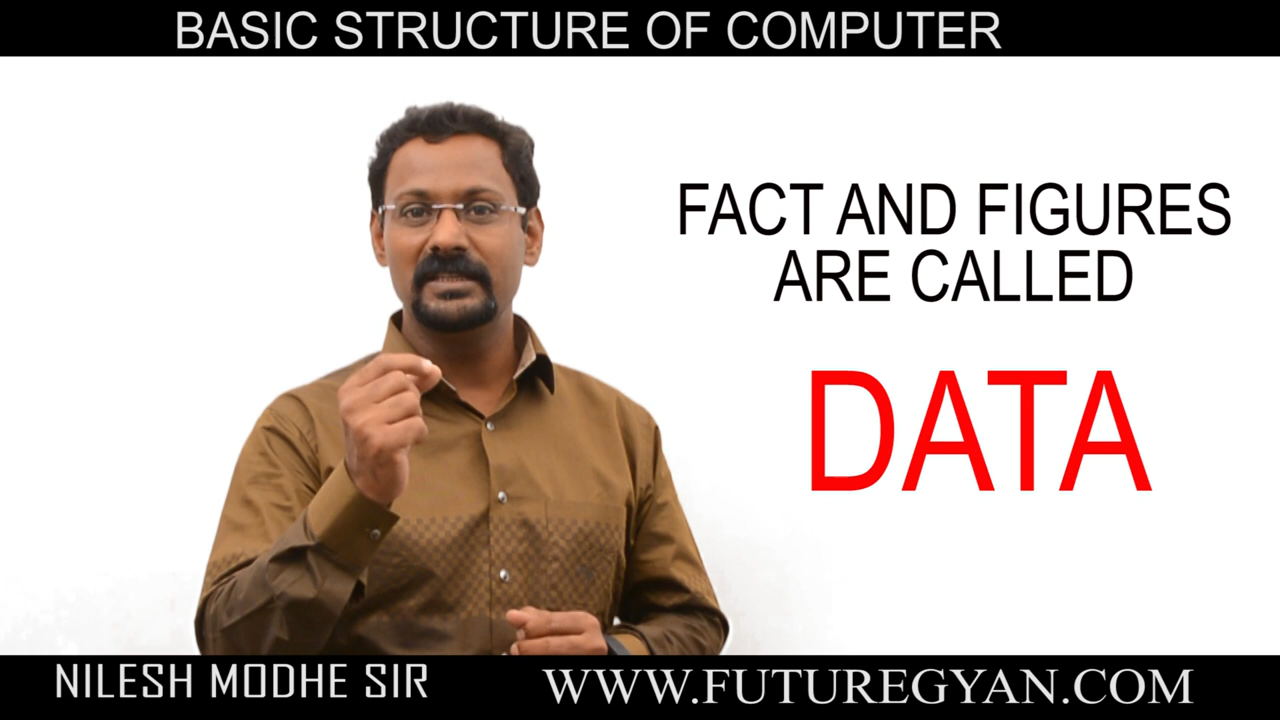 BASIC STRUCTURE OF COMPUTER
FACT AND FIGURES
ARE CALLED
DATA
NILESH MODHE SIR
WWW.FUTUREGYAN.COM